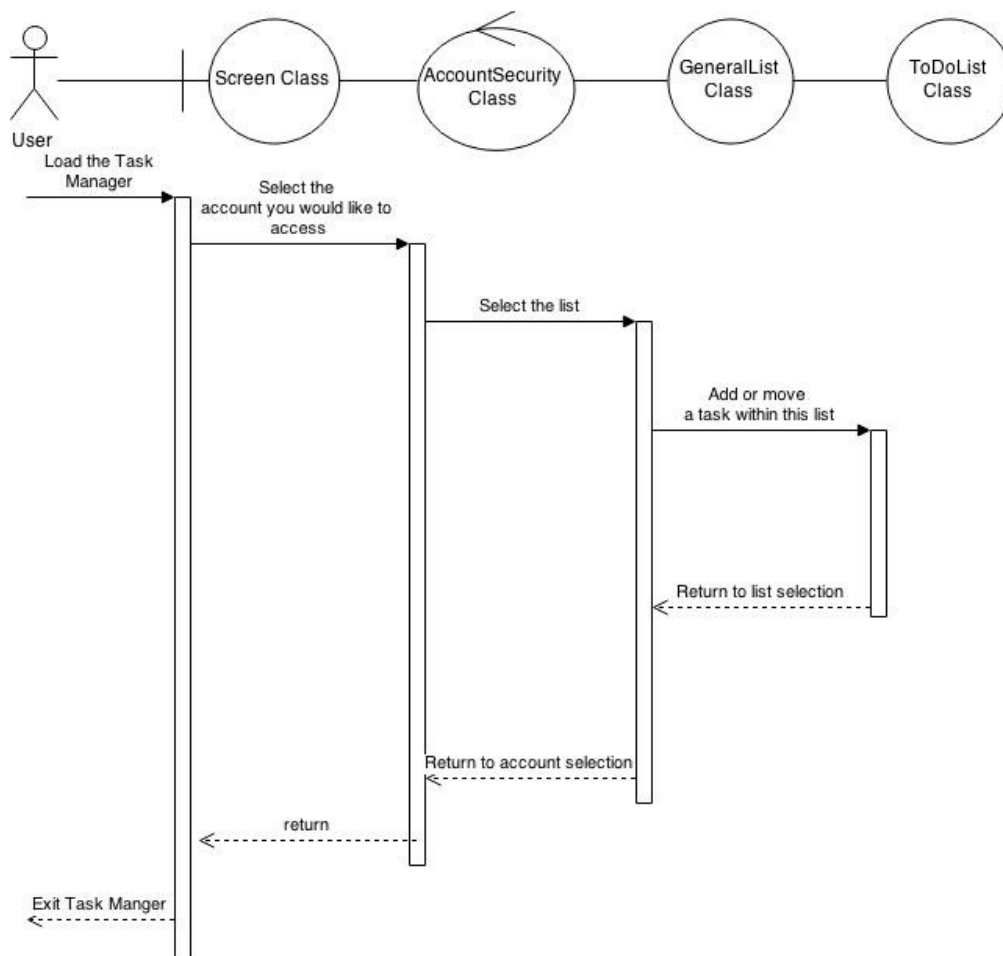 Screen Class
AccountSecurity
Class
GeneralList
Class
ToDoList
Class
User
Load the Task
Manager
Select the
account you would like to
access
Select the list
Add or move
a task within this list
Return to list selection
Return to account selection
return
Exit Task Manger